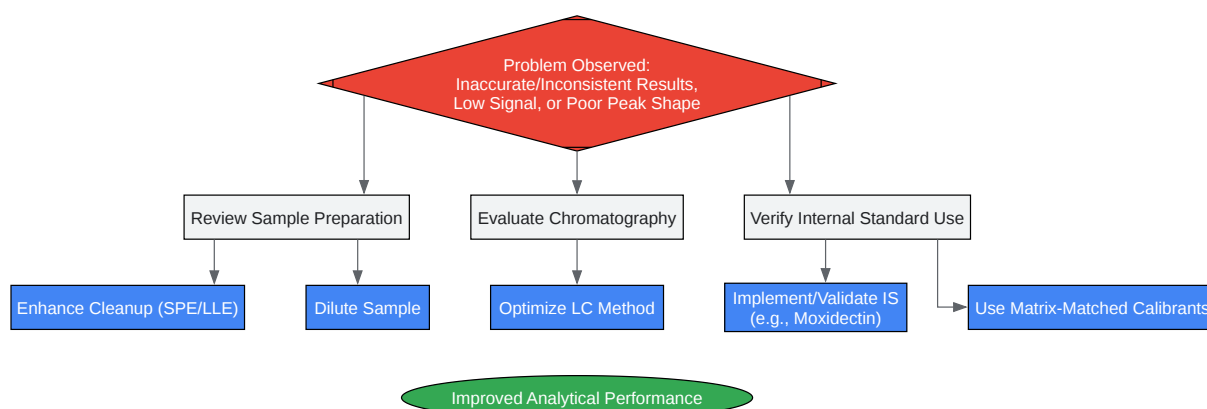 Problem Observed:
Inaccurate/Inconsistent Results,
Low Signal, or Poor Peak Shape
Review Sample Preparation
Evaluate Chromatography
Verify Internal Standard Use
Enhance Cleanup (SPE/LLE)
Dilute Sample
Optimize LC Method
Implement/Validate IS
(e.g., Moxidectin)
Use Matrix-Matched Calibrants
Improved Analytical Performance